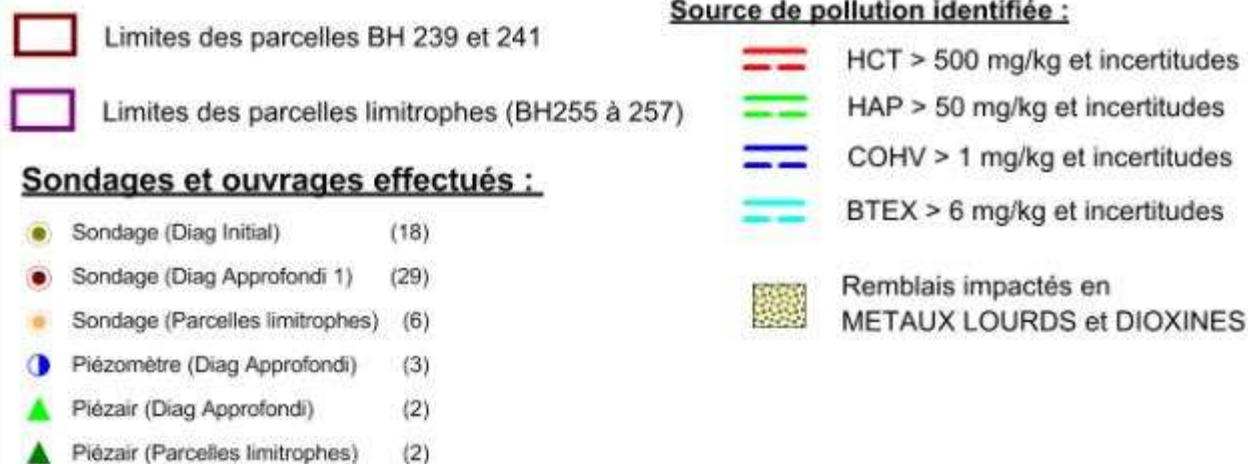 Limites des parcelles BH 239 et 241
Limites des parcelles limitrophes (BH255 à 257)
Sondages et ouvrages effectués :
Sondage (Diag Initial) (18)
Sondage (Diag Approfondi 1) (29)
Sondage (Parcelles limitrophes) (6)
Piézomètre (Diag Approfondi) (3)
Piézair (Diag Approfondi) (2)
Piézair (Parcelles limitrophes) (2)
Source de pollution identifiée :
HCT > 500 mg/kg et incertitudes
HAP > 50 mg/kg et incertitudes
COHV > 1 mg/kg et incertitudes
BTEX > 6 mg/kg et incertitudes
Remblais impactés en
METAUX LOURDS et DIOXINES